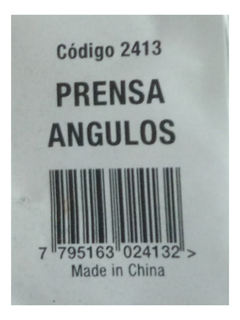 Código 2413
PRENSA
ANGULOS
7 795163 024132 >
Made in China